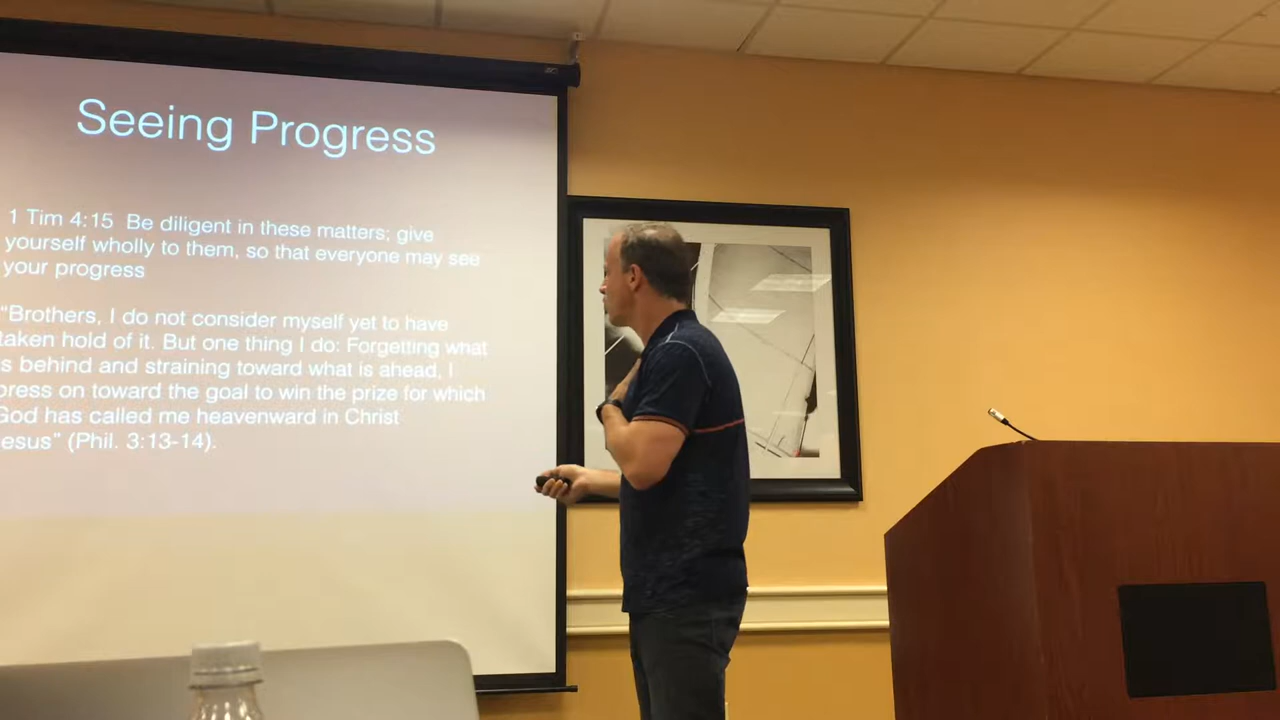 Seeing Progress
1 Tim 4:15 Be diligent in these matters; give
yourself wholly to them, so that everyone may see
your progress
"Brothers, I do not consider myself yet to have
taken hold of it. But one thing I do: Forgetting what
s behind and straining toward what is ahead, I
press on toward the goal to win the prize for which
God has called me heavenward in Christ
esus" (Phil. 3:13-14).